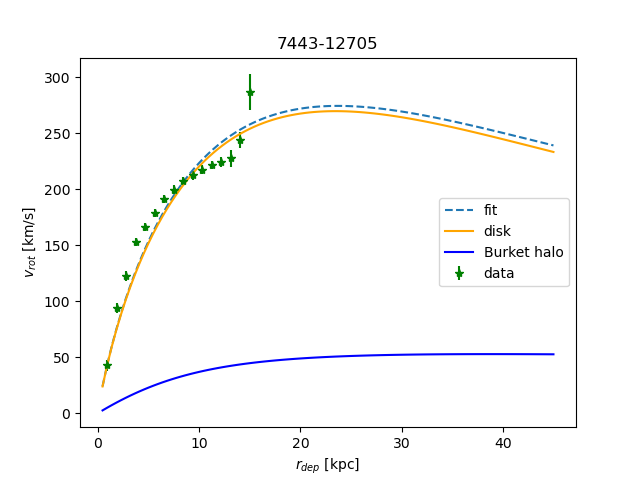 7443-12705
300
250
200
150
100
50
0
v_rot [km/s]
fit
disk
Burket halo
data
0 10 20 30 40
r_dep [kpc]